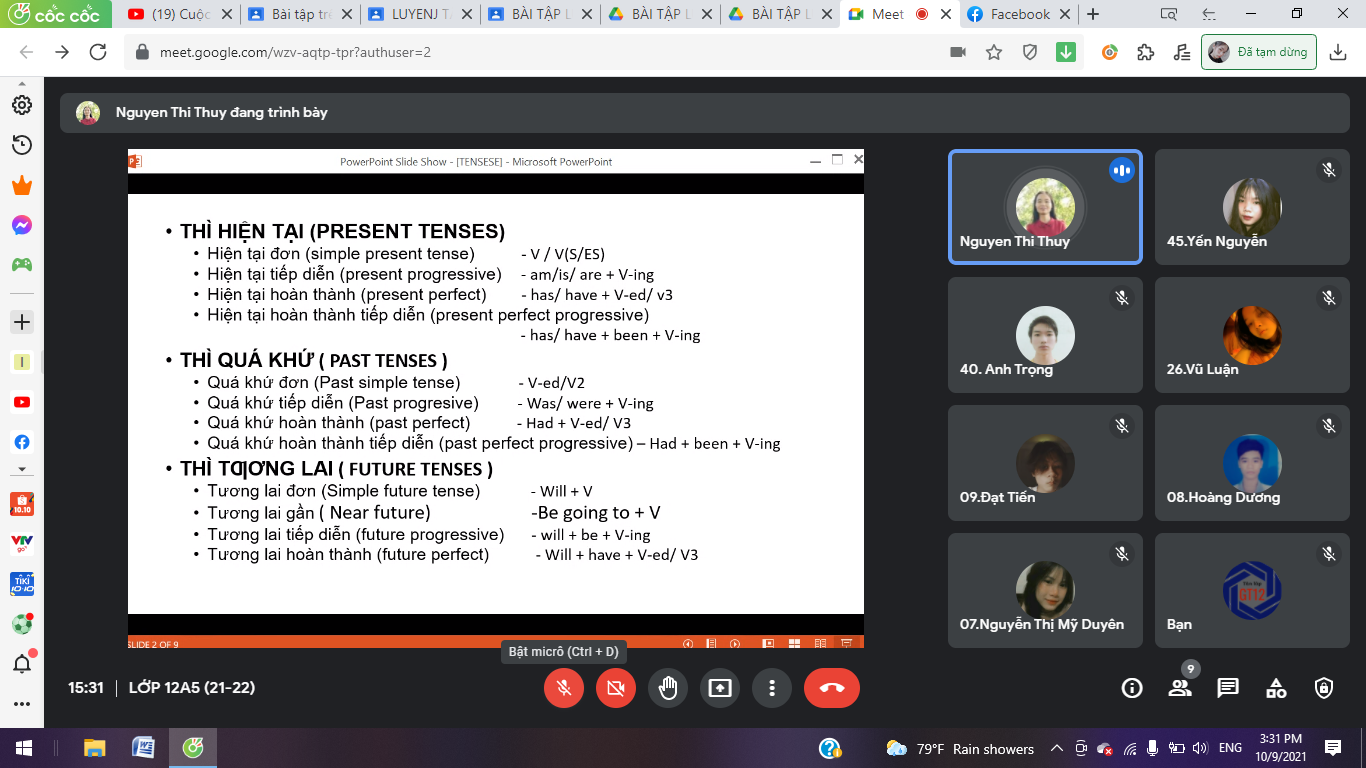 cốc cốc
(19) Cuộc
Bài tập trê
LUYENJ TA
BÀI TẬP L
BÀI TẬP L
BÀI TẬP L
Meet
Facebook
meet.google.com/wzv-aqtp-tpr?authuser=2
Đã tạm dừng
Nguyen Thi Thuy đang trình bày
PowerPoint Slide Show - [TENSESE] - Microsoft PowerPoint
• THÌ HIỆN TẠI (PRESENT TENSES)
• Hiện tại đơn (simple present tense) - V / V(S/ES)
• Hiện tại tiếp diễn (present progressive) - am/is/ are + V-ing
• Hiện tại hoàn thành (present perfect) - has/ have + V-ed/ v3
• Hiện tại hoàn thành tiếp diễn (present perfect progressive)
- has/ have + been + V-ing
• THÌ QUÁ KHỨ ( PAST TENSES )
• Quá khứ đơn (Past simple tense) - V-ed/V2
• Quá khứ tiếp diễn (Past progresive) - Was/ were + V-ing
• Quá khứ hoàn thành (past perfect) - Had + V-ed/ V3
• Quá khứ hoàn thành tiếp diễn (past perfect progressive) – Had + been + V-ing
• THÌ TƢƠNG LAI ( FUTURE TENSES )
• Tương lai đơn (Simple future tense) - Will + V
• Tương lai gần ( Near future) -Be going to + V
• Tương lai tiếp diễn (future progressive) - will + be + V-ing
• Tương lai hoàn thành (future perfect) - Will + have + V-ed/ V3
SLIDE 2 OF 9
Nguyen Thi Thuy
45.Yến Nguyễn
40. Anh Trọng
26.Vũ Luận
09.Đạt Tiến
08.Hoàng Dương
07.Nguyễn Thị Mỹ Duyên
GT12
Bạn
Bật micrô (Ctrl + D)
15:31 | LỚP 12A5 (21-22)
9
I
10.10
VTV
go
TIKI
10-10
79°F Rain showers
ENG
3:31 PM
10/9/2021